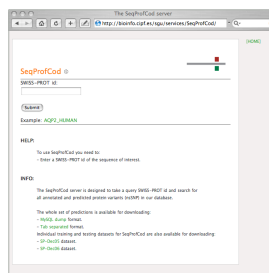 The SeqProfCod server
http://bioinfo.cipf.es/sgu/services/SeqProfCod/
Q-
[HOME]
SeqProfCod
SWISS-PROT id:
Submit
Example: AQP2_HUMAN
HELP:
To use SeqProfCod you need to:
- Enter a SWISS-PROT id of the sequence of interest.
INFO:
The SeqProfCod server is designed to take a query SWISS-PROT id and search for
all annotated and predicted protein variants (nsSNP) in our database.
The whole set of predictions is available for downloading:
- MySQL dump format.
- Tab separated format.
Individual training and testing datasets for SeqProfCod are also available for downloading:
- SP-Dec05 dataset.
- SP-Dec06 dataset.